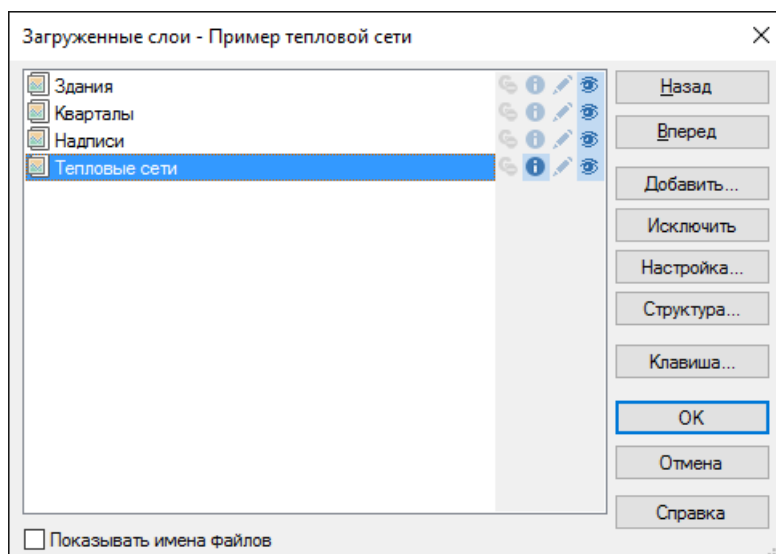 Загруженные слои - Пример тепловой сети
Здания
Кварталы
Надписи
Тепловые сети
Назад
Вперед
Добавить...
Исключить
Настройка...
Структура...
Клавиша...
OK
Отмена
Справка
Показывать имена файлов